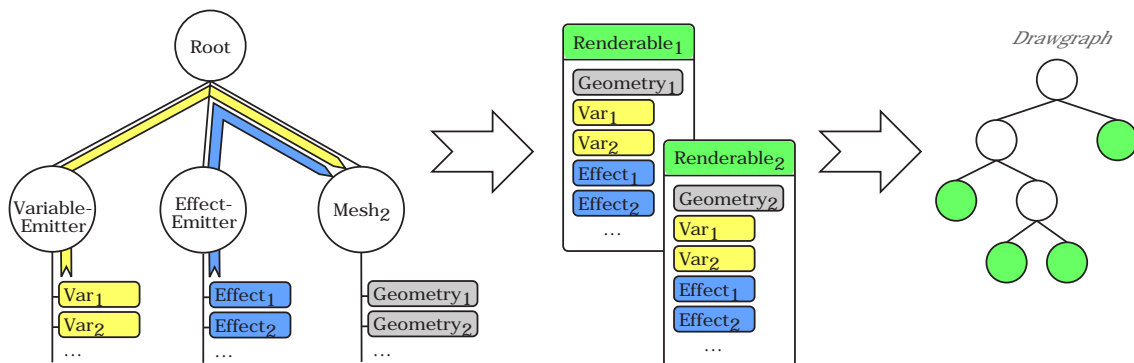 Root
Variable-
Emitter
Effect-
Emitter
Mesh2
Var1
Var2
...
Effect1
Effect2
...
Geometry1
Geometry2
...
Renderable1
Geometry1
Var1
Var2
Effect1
Effect2
...
Renderable2
Geometry2
Var1
Var2
Effect1
Effect2
...
Drawgraph